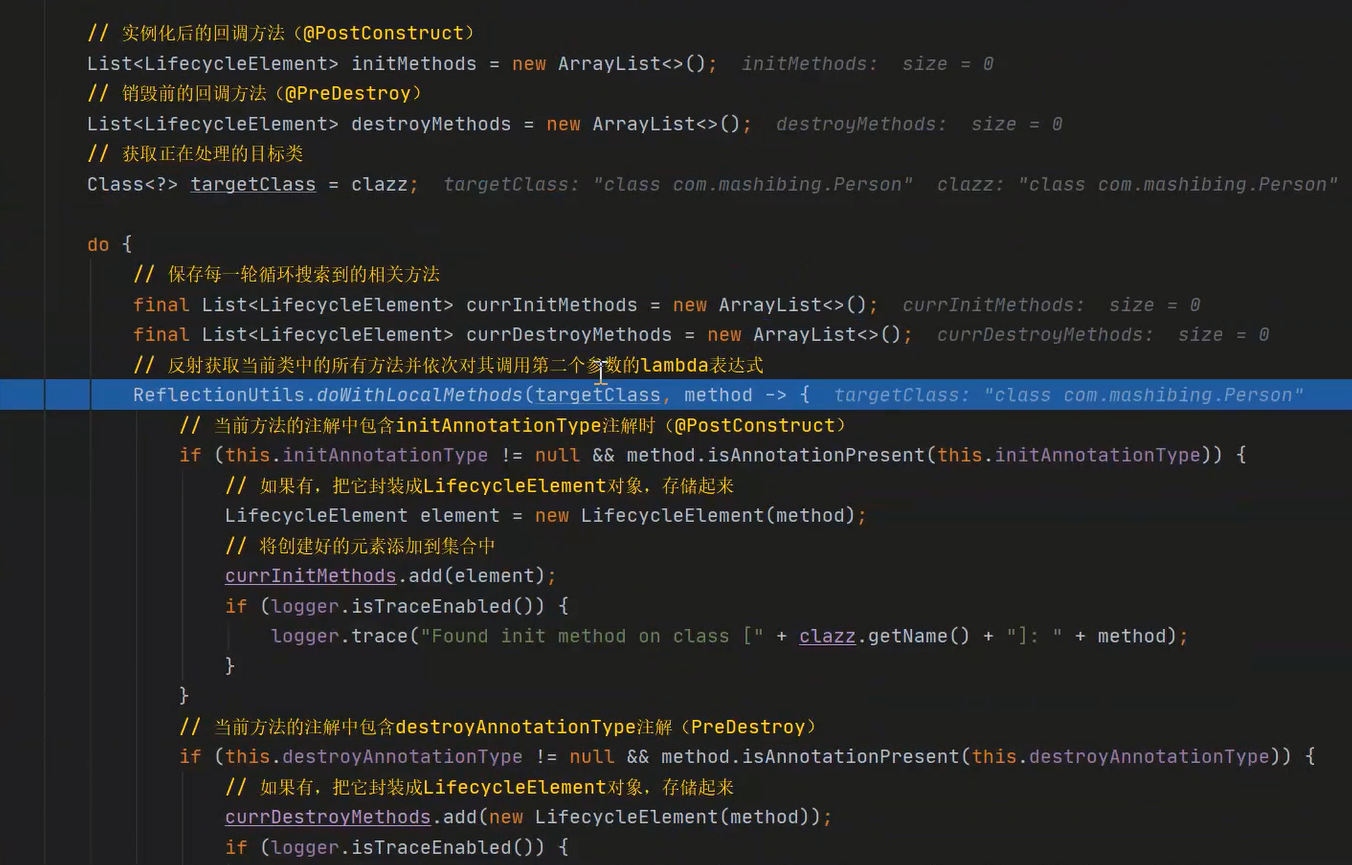 // 实例化后的回调方法（@PostConstruct）
List<LifecycleElement> initMethods = new ArrayList<>(); initMethods: size = 0
// 销毁前的回调方法（@PreDestroy）
List<LifecycleElement> destroyMethods = new ArrayList<>(); destroyMethods: size = 0
// 获取正在处理的目标类
Class<?> targetClass = clazz; targetClass: "class com.mashibing.Person" clazz: "class com.mashibing.Person"
do {
// 保存每一轮循环搜索到的相关方法
final List<LifecycleElement> currInitMethods = new ArrayList<>(); currInitMethods: size = 0
final List<LifecycleElement> currDestroyMethods = new ArrayList<>(); currDestroyMethods: size = 0
// 反射获取当前类中的所有方法并依次对其调用第二个参数的lambda表达式
ReflectionUtils.doWithLocalMethods(targetClass, method -> { targetClass: "class com.mashibing.Person"
// 当前方法的注解中包含initAnnotationType注解时（@PostConstruct）
if (this.initAnnotationType != null && method.isAnnotationPresent(this.initAnnotationType)) {
// 如果有，把它封装成LifecycleElement对象，存储起来
LifecycleElement element = new LifecycleElement(method);
// 将创建好的元素添加到集合中
currInitMethods.add(element);
if (logger.isTraceEnabled()) {
logger.trace("Found init method on class [" + clazz.getName() + "]: " + method);
}
}
// 当前方法的注解中包含destroyAnnotationType注解（PreDestroy）
if (this.destroyAnnotationType != null && method.isAnnotationPresent(this.destroyAnnotationType)) {
// 如果有，把它封装成LifecycleElement对象，存储起来
currDestroyMethods.add(new LifecycleElement(method));
if (logger.isTraceEnabled()) {